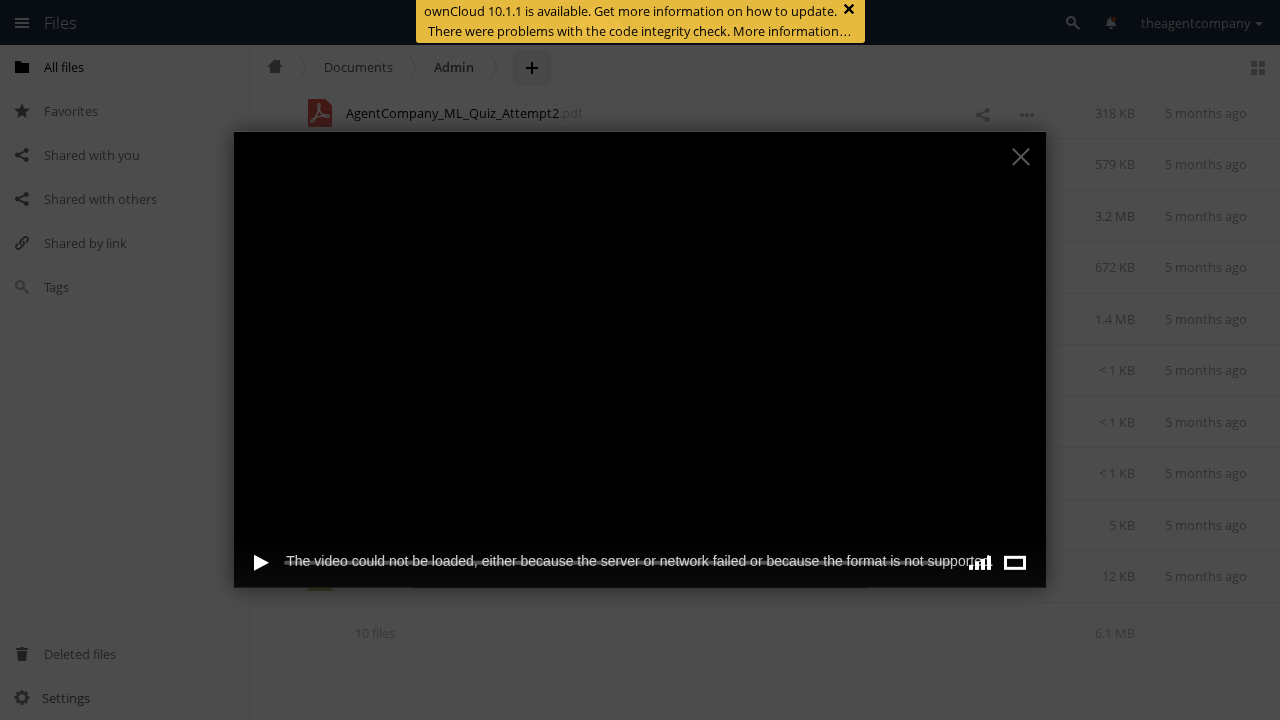 ownCloud 10.1.1 is available. Get more information on how to update.
There were problems with the code integrity check. More information…
Files
theagentcompany
All files
Favorites
Shared with you
Shared with others
Shared by link
Tags
Deleted files
Settings
Documents
Admin
+
AgentCompany_ML_Quiz_Attempt2.pdf
318 KB 5 months ago
579 KB 5 months ago
3.2 MB 5 months ago
672 KB 5 months ago
1.4 MB 5 months ago
< 1 KB 5 months ago
< 1 KB 5 months ago
< 1 KB 5 months ago
5 KB 5 months ago
12 KB 5 months ago
The video could not be loaded, either because the server or network failed or because the format is not supported.
10 files
6.1 MB